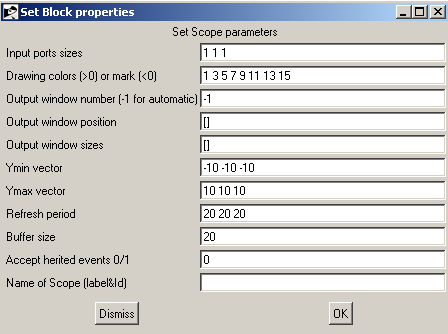 Set Block properties
Set Scope parameters
Input ports sizes 1 1 1
Drawing colors (>0) or mark (<0) 1 3 5 7 9 11 13 15
Output window number (-1 for automatic) -1
Output window position []
Output window sizes []
Ymin vector -10 -10 -10
Ymax vector 10 10 10
Refresh period 20 20 20
Buffer size 20
Accept herited events 0/1 0
Name of Scope (label&Id)
Dismiss OK